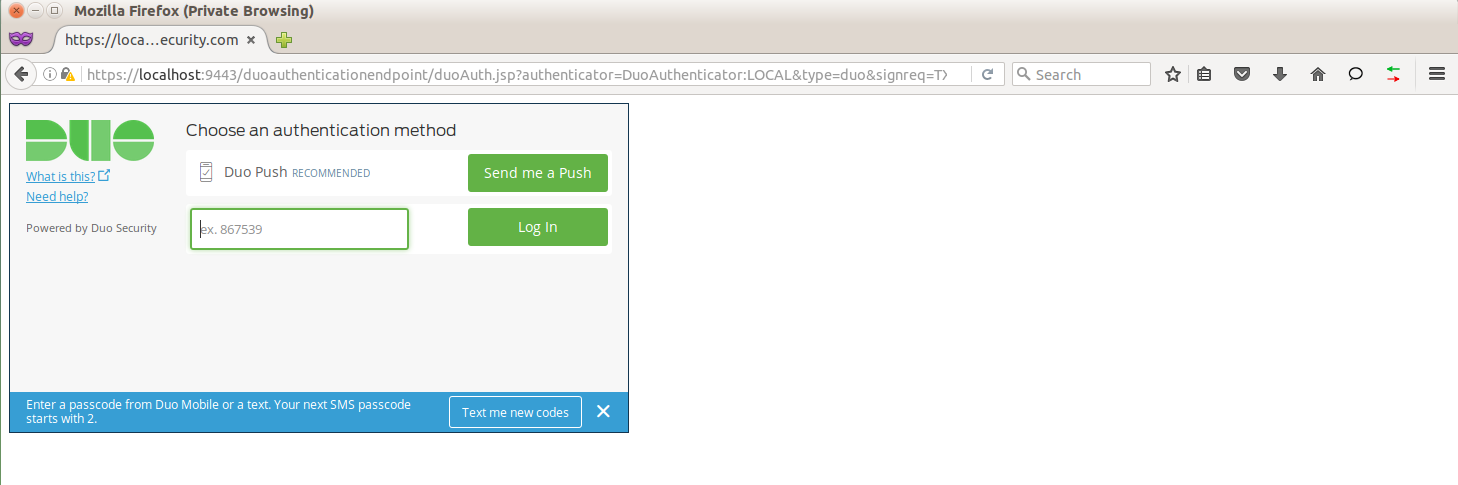 Mozilla Firefox (Private Browsing)
https://loca...ecurity.com
https://localhost:9443/duoauthenticationendpoint/duoAuth.jsp?authenticator=DuoAuthenticator:LOCAL&type=duo&signreq=TX
Search
DUO
What is this?
Need help?
Powered by Duo Security
Choose an authentication method
Duo Push RECOMMENDED
Send me a Push
ex. 867539
Log In
Enter a passcode from Duo Mobile or a text. Your next SMS passcode
starts with 2.
Text me new codes